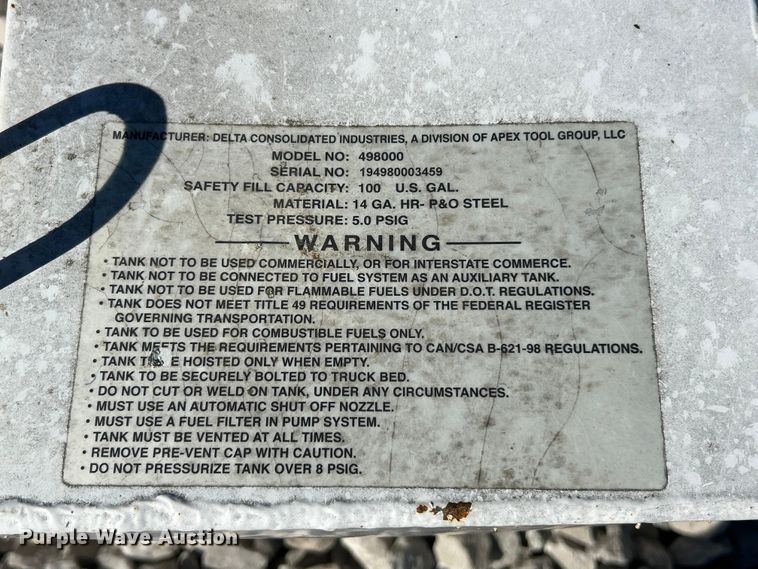 MANUFACTURER: DELTA CONSOLIDATED INDUSTRIES, A DIVISION OF APEX TOOL GROUP, LLC
MODEL NO: 498000
SERIAL NO: 194980003459
SAFETY FILL CAPACITY: 100 U.S. GAL.
MATERIAL: 14 GA. HR- P&O STEEL
TEST PRESSURE: 5.0 PSIG
WARNING
• TANK NOT TO BE USED COMMERCIALLY, OR FOR INTERSTATE COMMERCE.
• TANK NOT TO BE CONNECTED TO FUEL SYSTEM AS AN AUXILIARY TANK.
• TANK NOT TO BE USED FOR FLAMMABLE FUELS UNDER D.O.T. REGULATIONS.
• TANK DOES NOT MEET TITLE 49 REQUIREMENTS OF THE FEDERAL REGISTER
GOVERNING TRANSPORTATION.
• TANK TO BE USED FOR COMBUSTIBLE FUELS ONLY.
• TANK MEETS THE REQUIREMENTS PERTAINING TO CAN/CSA B-621-98 REGULATIONS.
• TANK HOISTED ONLY WHEN EMPTY.
• TANK TO BE SECURELY BOLTED TO TRUCK BED.
• DO NOT CUT OR WELD ON TANK, UNDER ANY CIRCUMSTANCES.
• MUST USE AN AUTOMATIC SHUT OFF NOZZLE.
• MUST USE A FUEL FILTER IN PUMP SYSTEM.
• TANK MUST BE VENTED AT ALL TIMES.
• REMOVE PRE-VENT CAP WITH CAUTION.
• DO NOT PRESSURIZE TANK OVER 8 PSIG.
Purple Wave Auction